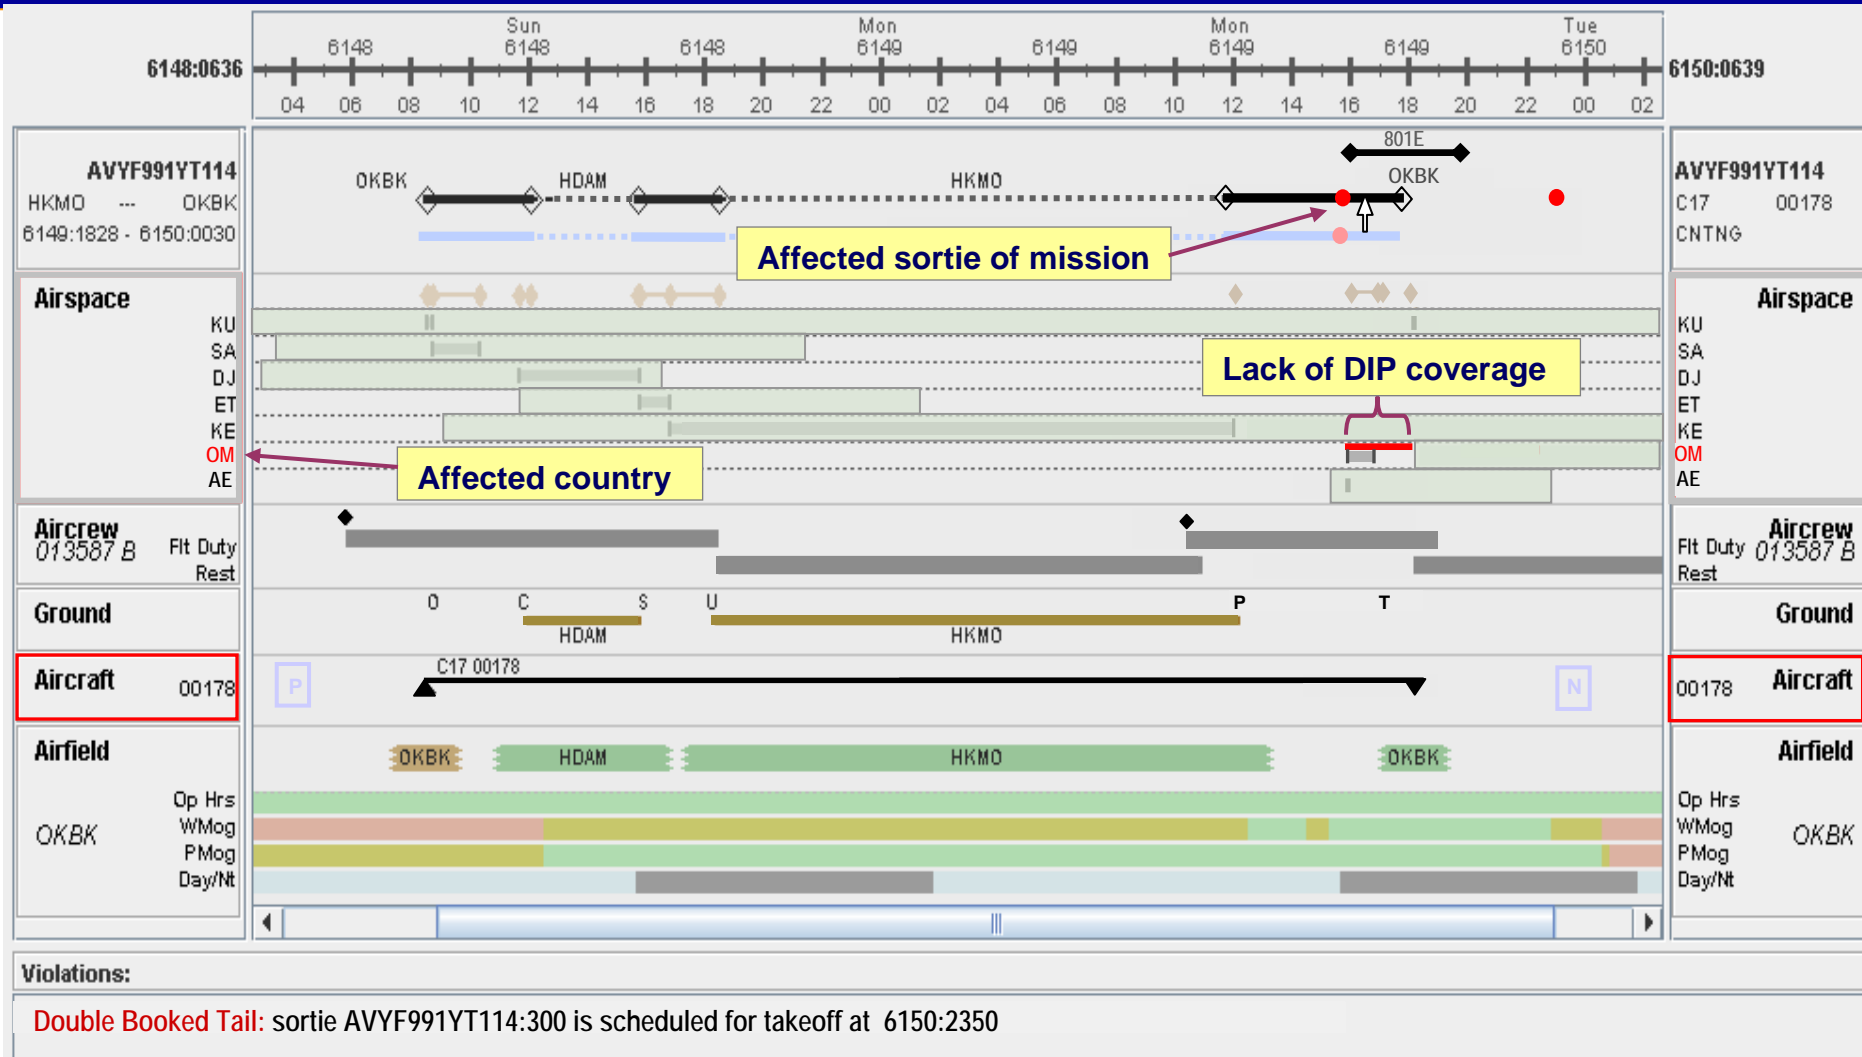 Sun Mon Mon Tue
6148 6148 6148 6149 6149 6149 6149 6150
6148:0636 6150:0639
04 06 08 10 12 14 16 18 20 22 00 02 04 06 08 10 12 14 16 18 20 22 00 02
AVYF991YT114
HKMO --- OKBK
6149:1828 - 6150:0030
801E
OKBK HDAM HKMO OKBK
Affected sortie of mission
AVYF991YT114
C17 00178
CNTNG
Airspace
KU
SA
DJ
ET
KE
OM
AE
Lack of DIP coverage
Affected country
Airspace
KU
SA
DJ
ET
KE
OM
AE
Aircrew
013587 B Flt Duty
Rest
Aircrew
Flt Duty 013587 B
Rest
Ground
O C S U P T
HDAM HKMO
Ground
Aircraft 00178
P C17 00178 N
00178 Aircraft
Airfield
OKBK HDAM HKMO OKBK
Airfield
Op Hrs
WMog
OKBK
PMog
Day/Nt
Op Hrs
WMog
OKBK
PMog
Day/Nt
Violations:
Double Booked Tail: sortie AVYF991YT114:300 is scheduled for takeoff at 6150:2350